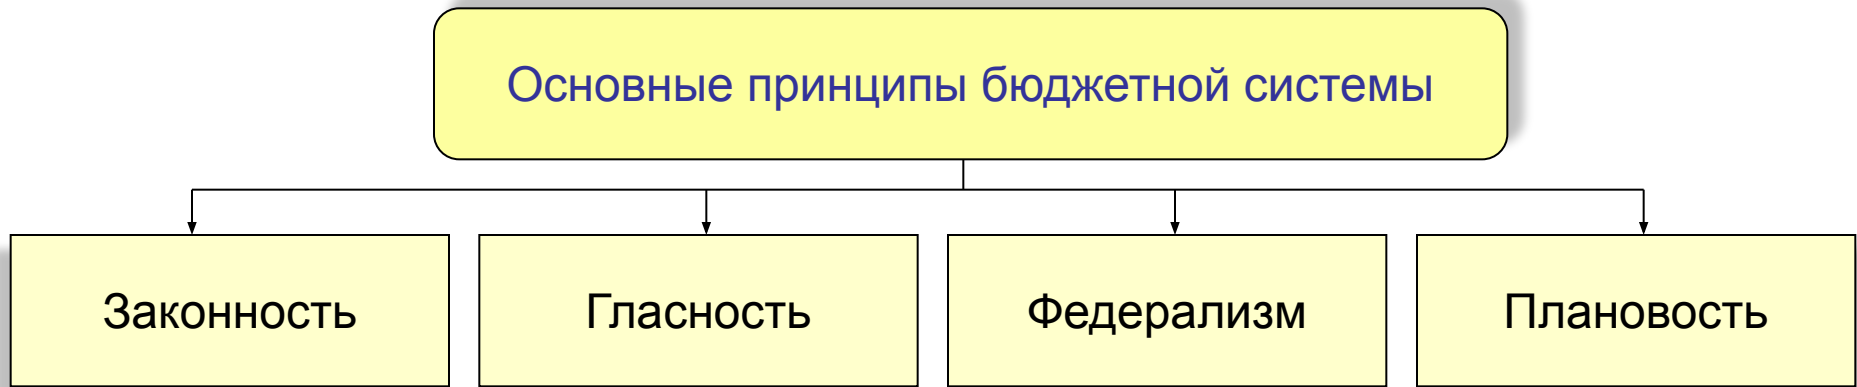 Основные принципы бюджетной системы
Законность
Гласность
Федерализм
Плановость